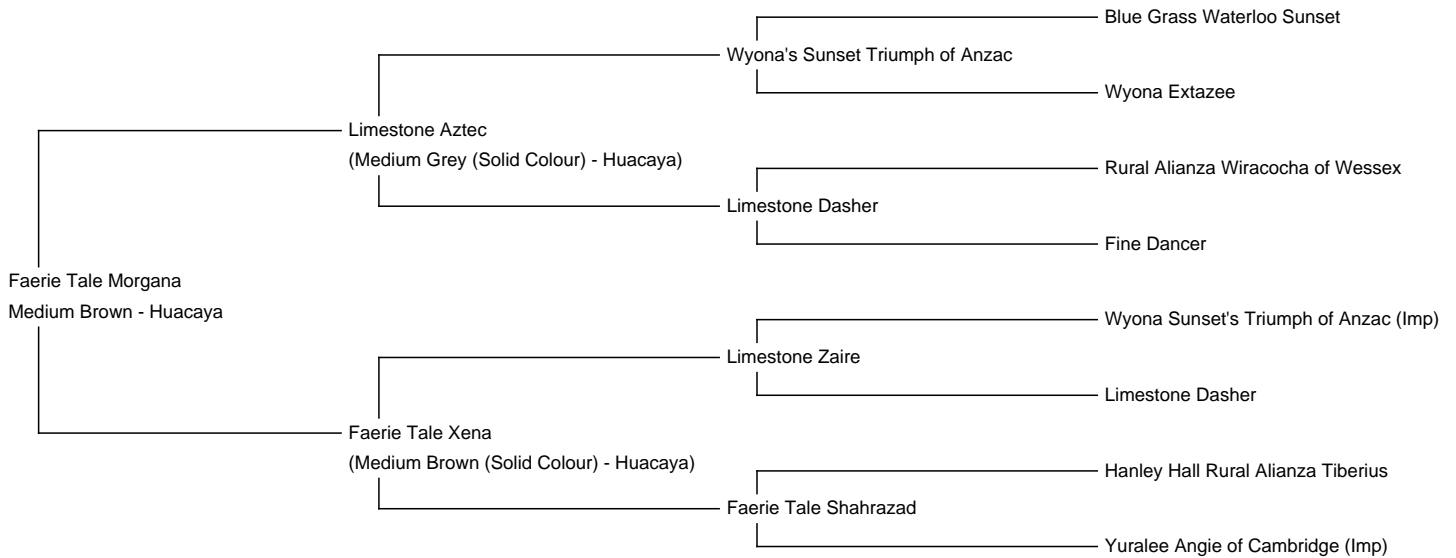 Blue Grass Waterloo Sunset
Wyona's Sunset Triumph of Anzac
Wyona Extazee
Limestone Aztec
(Medium Grey (Solid Colour) - Huacaya)
Rural Alianza Wiracocha of Wessex
Limestone Dasher
Fine Dancer
Faerie Tale Morgana
Medium Brown - Huacaya
Wyona Sunset's Triumph of Anzac (Imp)
Limestone Zaire
Limestone Dasher
Faerie Tale Xena
(Medium Brown (Solid Colour) - Huacaya)
Hanley Hall Rural Alianza Tiberius
Faerie Tale Shahrazad
Yuralee Angie of Cambridge (Imp)